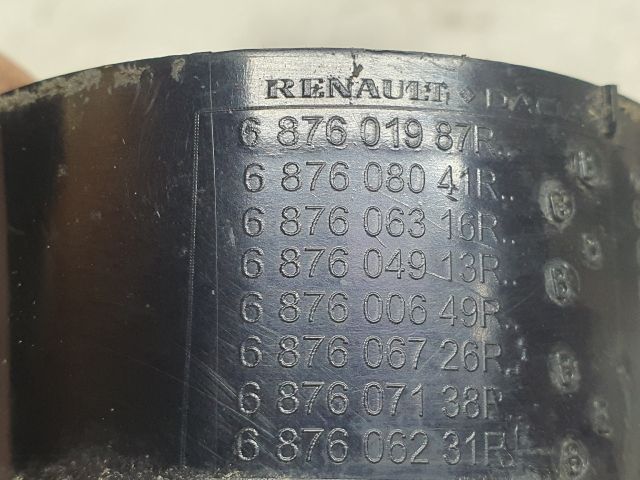 RENAULT DACIA
6 876 019 87R..
6 876 080 41R..
6 876 063 16R..
6 876 049 13R..
6 876 006 49R..
6 876 067 26R..
6 876 071 38R..
6 876 062 31R